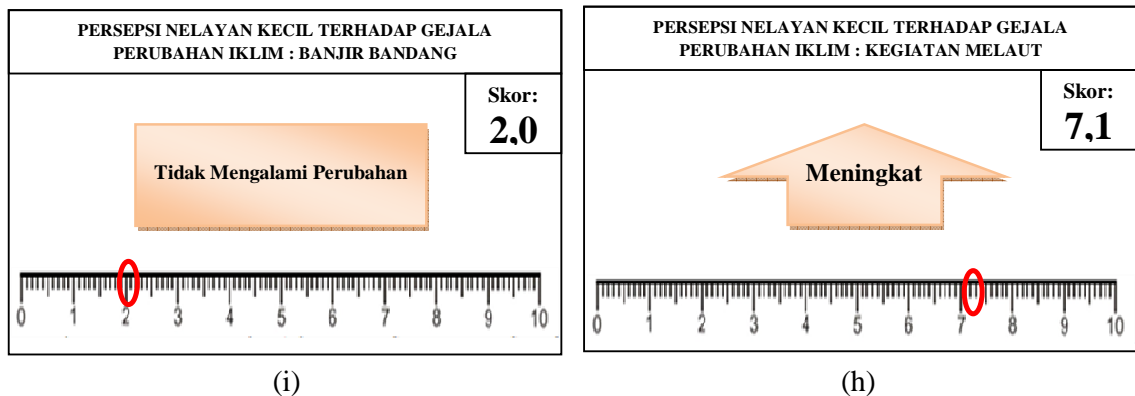 PERSEPSI NELAYAN KECIL TERHADAP GEJALA
PERUBAHAN IKLIM : BANJIR BANDANG
Skor:
2,0
Tidak Mengalami Perubahan
0 1 2 3 4 5 6 7 8 9 10
(i)
PERSEPSI NELAYAN KECIL TERHADAP GEJALA
PERUBAHAN IKLIM : KEGIATAN MELAUT
Skor:
7,1
Meningkat
0 1 2 3 4 5 6 7 8 9 10
(h)